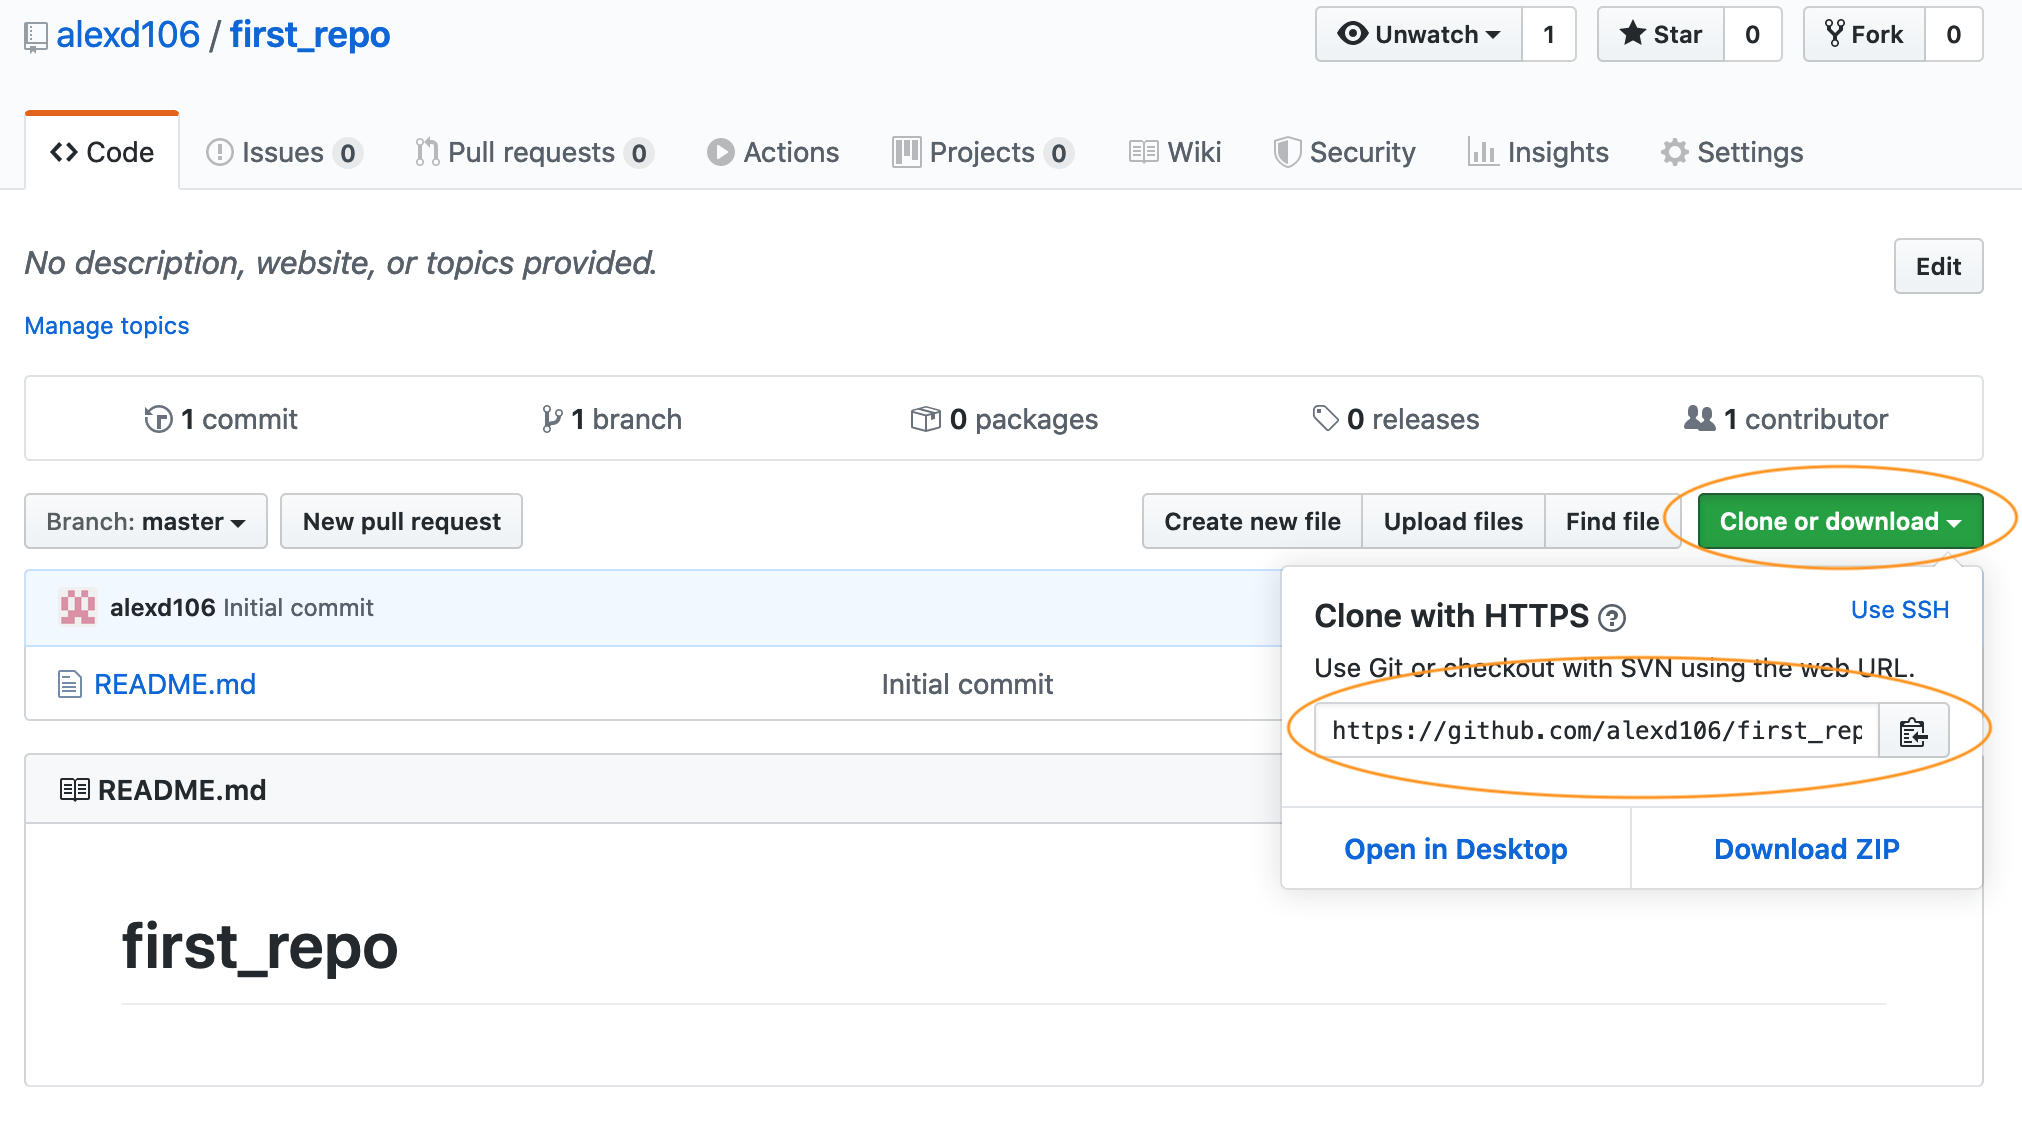 alexd106 / first_repo
Unwatch 1 Star 0 Fork 0
Code Issues 0 Pull requests 0 Actions Projects 0 Wiki Security Insights Settings
No description, website, or topics provided.
Edit
Manage topics
1 commit 1 branch 0 packages 0 releases 1 contributor
Branch: master New pull request Create new file Upload files Find file Clone or download
alexd106 Initial commit
README.md Initial commit
Clone with HTTPS ? Use SSH
Use Git or checkout with SVN using the web URL.
https://github.com/alexd106/first_rep
Open in Desktop Download ZIP
README.md
first_repo